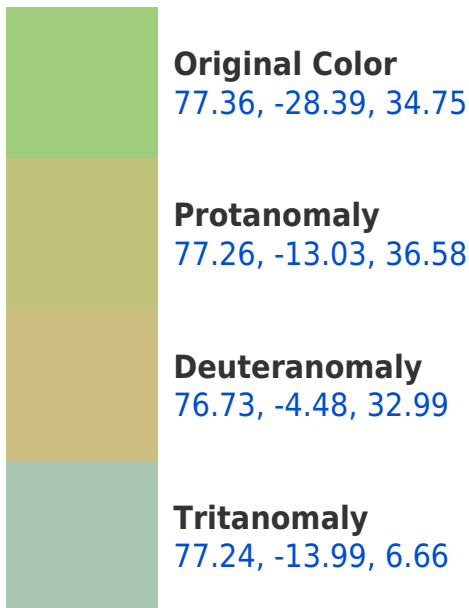 Original Color
77.36, -28.39, 34.75
Protanomaly
77.26, -13.03, 36.58
Deuteranomaly
76.73, -4.48, 32.99
Tritanomaly
77.24, -13.99, 6.66